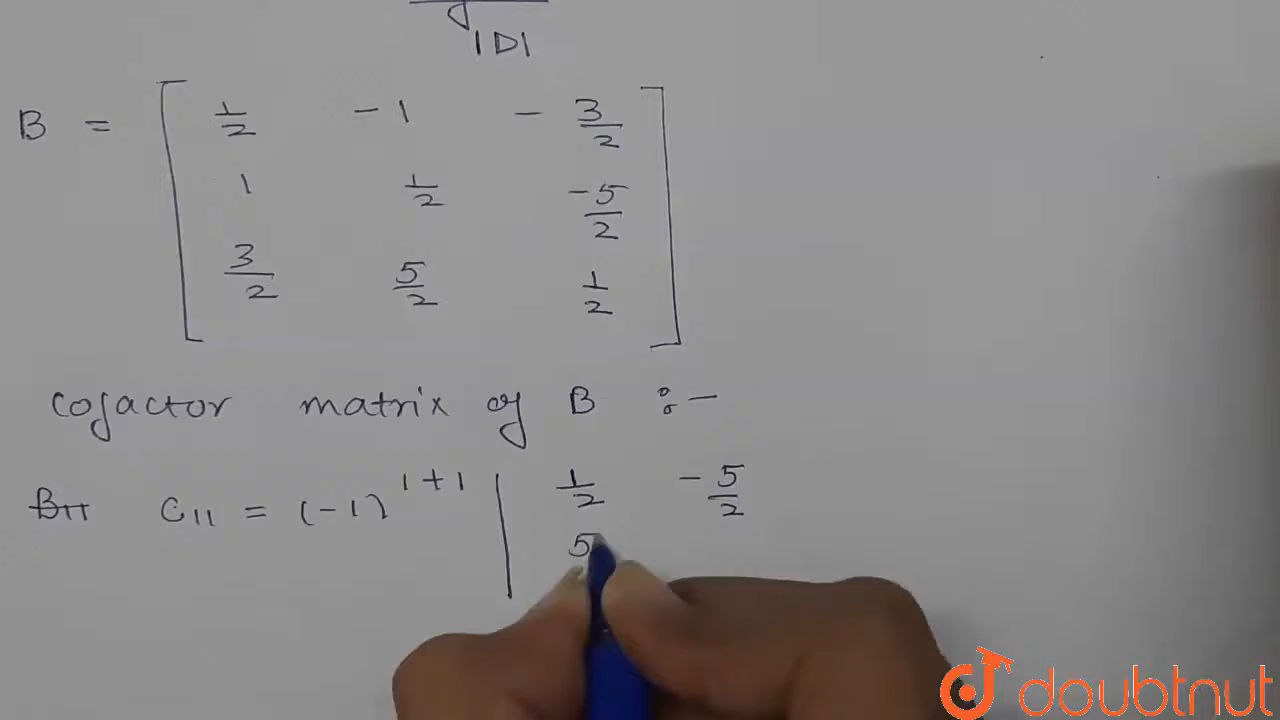 |D|
B = [ 1/2 -1 -3/2
1 1/2 -5/2
3/2 5/2 1/2 ]
cofactor matrix of B :-
B11 C11 = (-1)^1+1 | 1/2 -5/2
5
doubtnut